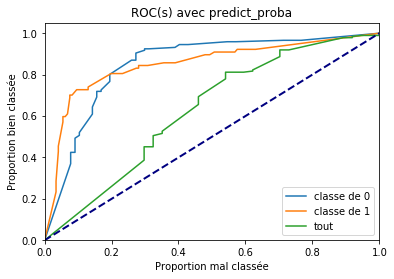 ROC(s) avec predict_proba
Proportion bien classée
1.0
0.8
0.6
0.4
0.2
0.0
0.0 0.2 0.4 0.6 0.8 1.0
Proportion mal classée
classe de 0
classe de 1
tout